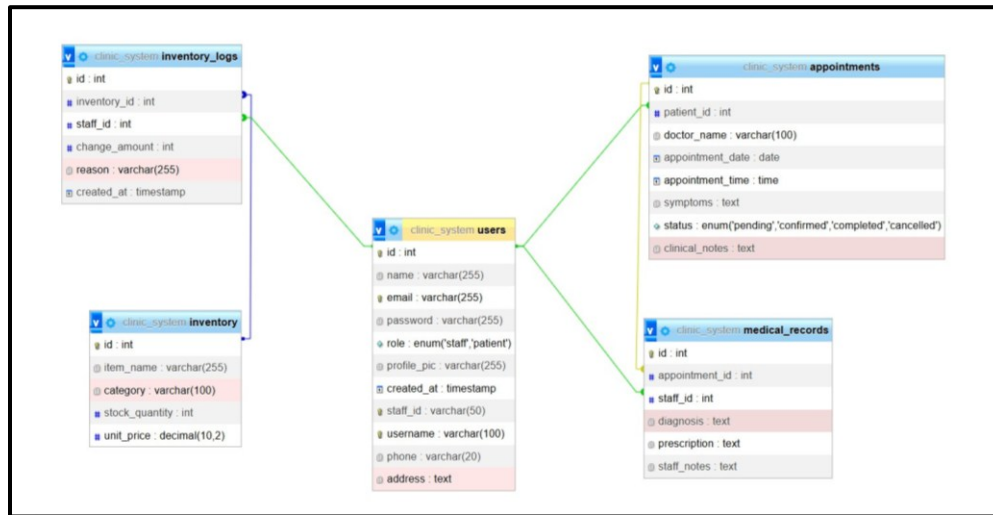 clinic_system inventory_logs
id : int
inventory_id : int
staff_id : int
change_amount : int
reason : varchar(255)
created_at : timestamp
clinic_system appointments
id : int
patient_id : int
doctor_name : varchar(100)
appointment_date : date
appointment_time : time
symptoms : text
status : enum('pending','confirmed','completed','cancelled')
clinical_notes : text
clinic_system users
id : int
name : varchar(255)
email : varchar(255)
password : varchar(255)
role : enum('staff','patient')
profile_pic : varchar(255)
created_at : timestamp
staff_id : varchar(50)
username : varchar(100)
phone : varchar(20)
address : text
clinic_system inventory
id : int
item_name : varchar(255)
category : varchar(100)
stock_quantity : int
unit_price : decimal(10,2)
clinic_system medical_records
id : int
appointment_id : int
staff_id : int
diagnosis : text
prescription : text
staff_notes : text